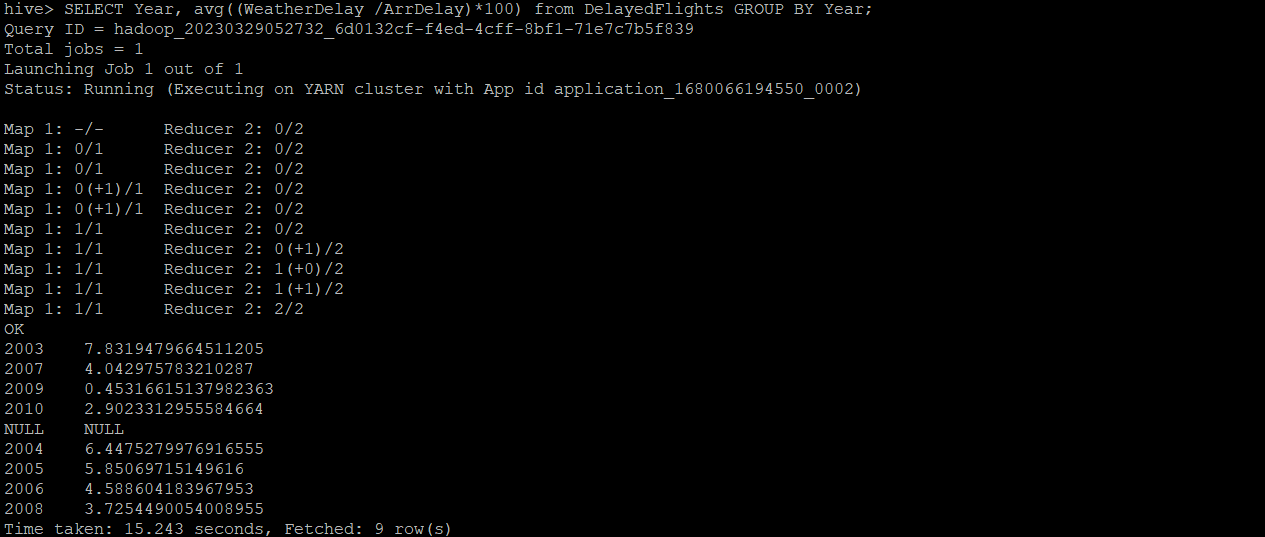 hive> SELECT Year, avg((WeatherDelay /ArrDelay)*100) from DelayedFlights GROUP BY Year;
Query ID = hadoop_20230329052732_6d0132cf-f4ed-4cff-8bf1-71e7c7b5f839
Total jobs = 1
Launching Job 1 out of 1
Status: Running (Executing on YARN cluster with App id application_1680066194550_0002)

Map 1: -/-      Reducer 2: 0/2
Map 1: 0/1      Reducer 2: 0/2
Map 1: 0/1      Reducer 2: 0/2
Map 1: 0(+1)/1  Reducer 2: 0/2
Map 1: 0(+1)/1  Reducer 2: 0/2
Map 1: 1/1      Reducer 2: 0/2
Map 1: 1/1      Reducer 2: 0(+1)/2
Map 1: 1/1      Reducer 2: 1(+0)/2
Map 1: 1/1      Reducer 2: 1(+1)/2
Map 1: 1/1      Reducer 2: 2/2
OK
2003    7.8319479664511205
2007    4.042975783210287
2009    0.45316615137982363
2010    2.9023312955584664
NULL    NULL
2004    6.4475279976916555
2005    5.85069715149616
2006    4.588604183967953
2008    3.7254490054008955
Time taken: 15.243 seconds, Fetched: 9 row(s)